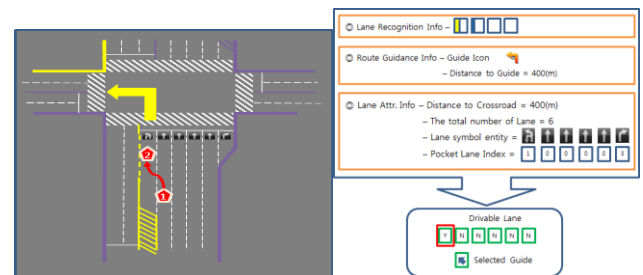 ◎ Lane Recognition Info –
◎ Route Guidance Info – Guide Icon
– Distance to Guide = 400(m)
◎ Lane Attr. Info – Distance to Crossroad = 400(m)
– The total number of Lane = 6
– Lane symbol entity =
– Pocket Lane Index =
0 0 0 0
Drivable Lane
Y N N N N N
Selected Guide
2
1